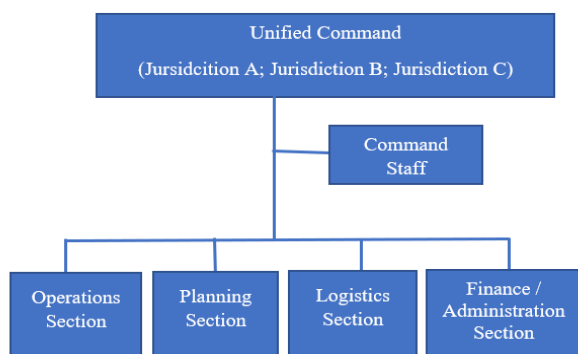 Unified Command
(Jursidcition A; Jurisdiction B; Jurisdiction C)
Command
Staff
Operations
Section
Planning
Section
Logistics
Section
Finance /
Administration
Section